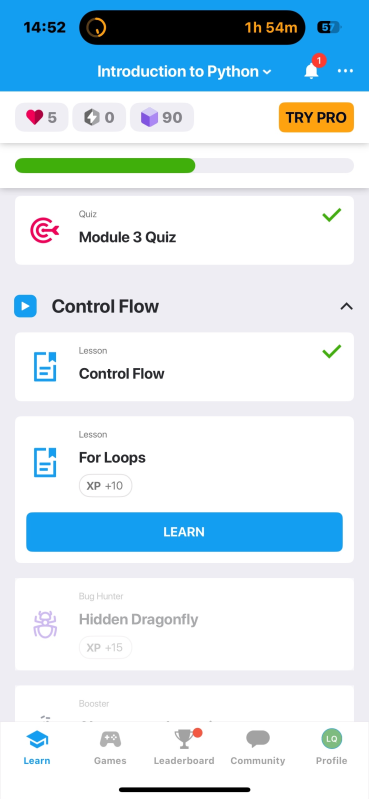 14:52
1h 54m
57
Introduction to Python
1
5
0
90
TRY PRO
Quiz
Module 3 Quiz
Control Flow
Lesson
Control Flow
Lesson
For Loops
XP +10
LEARN
Bug Hunter
Hidden Dragonfly
XP +15
Booster
LQ
Learn
Games
Leaderboard
Community
Profile